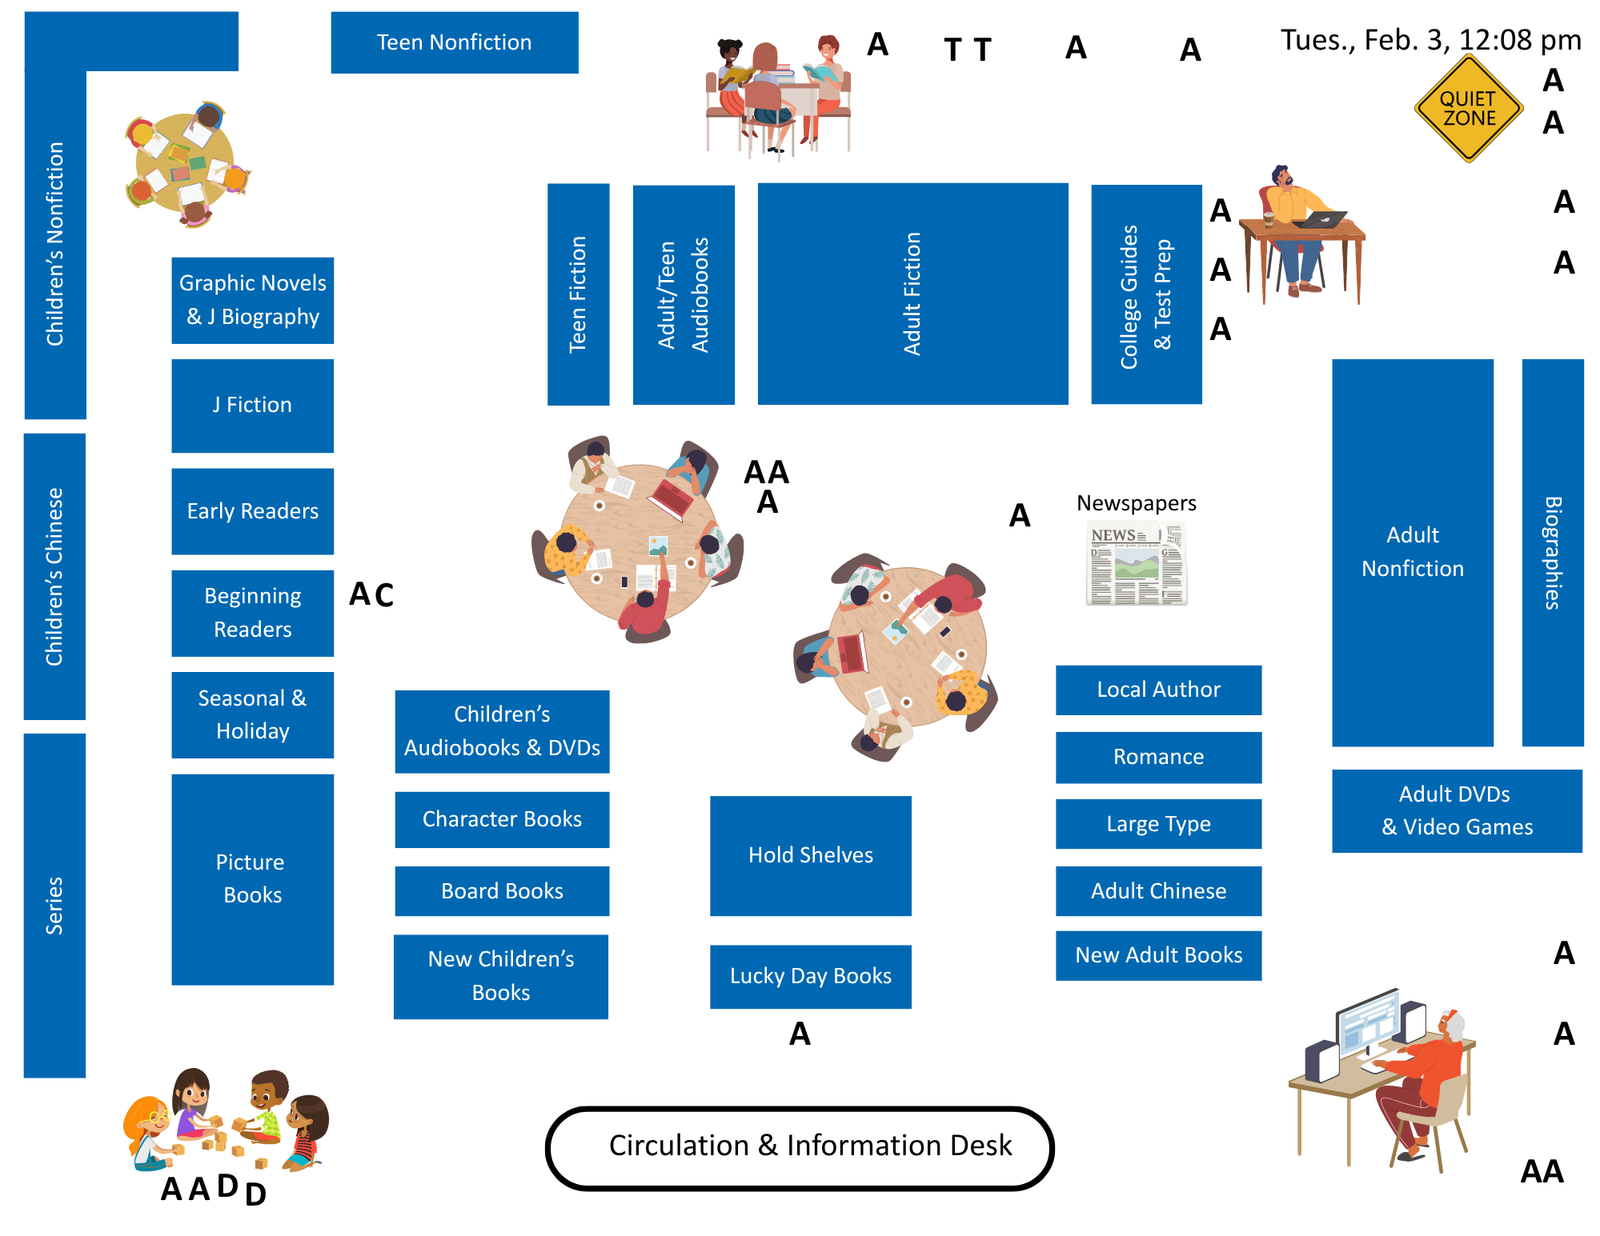 Tues., Feb. 3, 12:08 pm
Teen Nonfiction
A
T T
A
A
QUIET
ZONE
A
A
Children's Nonfiction
Teen Fiction
Adult/Teen
Audiobooks
Adult Fiction
College Guides
& Test Prep
A
A
A
A
A
Graphic Novels
& J Biography
J Fiction
Early Readers
Beginning
Readers
A C
Seasonal &
Holiday
Picture
Books
Children's Chinese
Series
AA
A
A
Newspapers
NEWS
Adult
Nonfiction
Biographies
Children's
Audiobooks & DVDs
Character Books
Board Books
New Children's
Books
Hold Shelves
Lucky Day Books
A
Local Author
Romance
Large Type
Adult Chinese
New Adult Books
Adult DVDs
& Video Games
A
A
AA
Circulation & Information Desk
A A D D